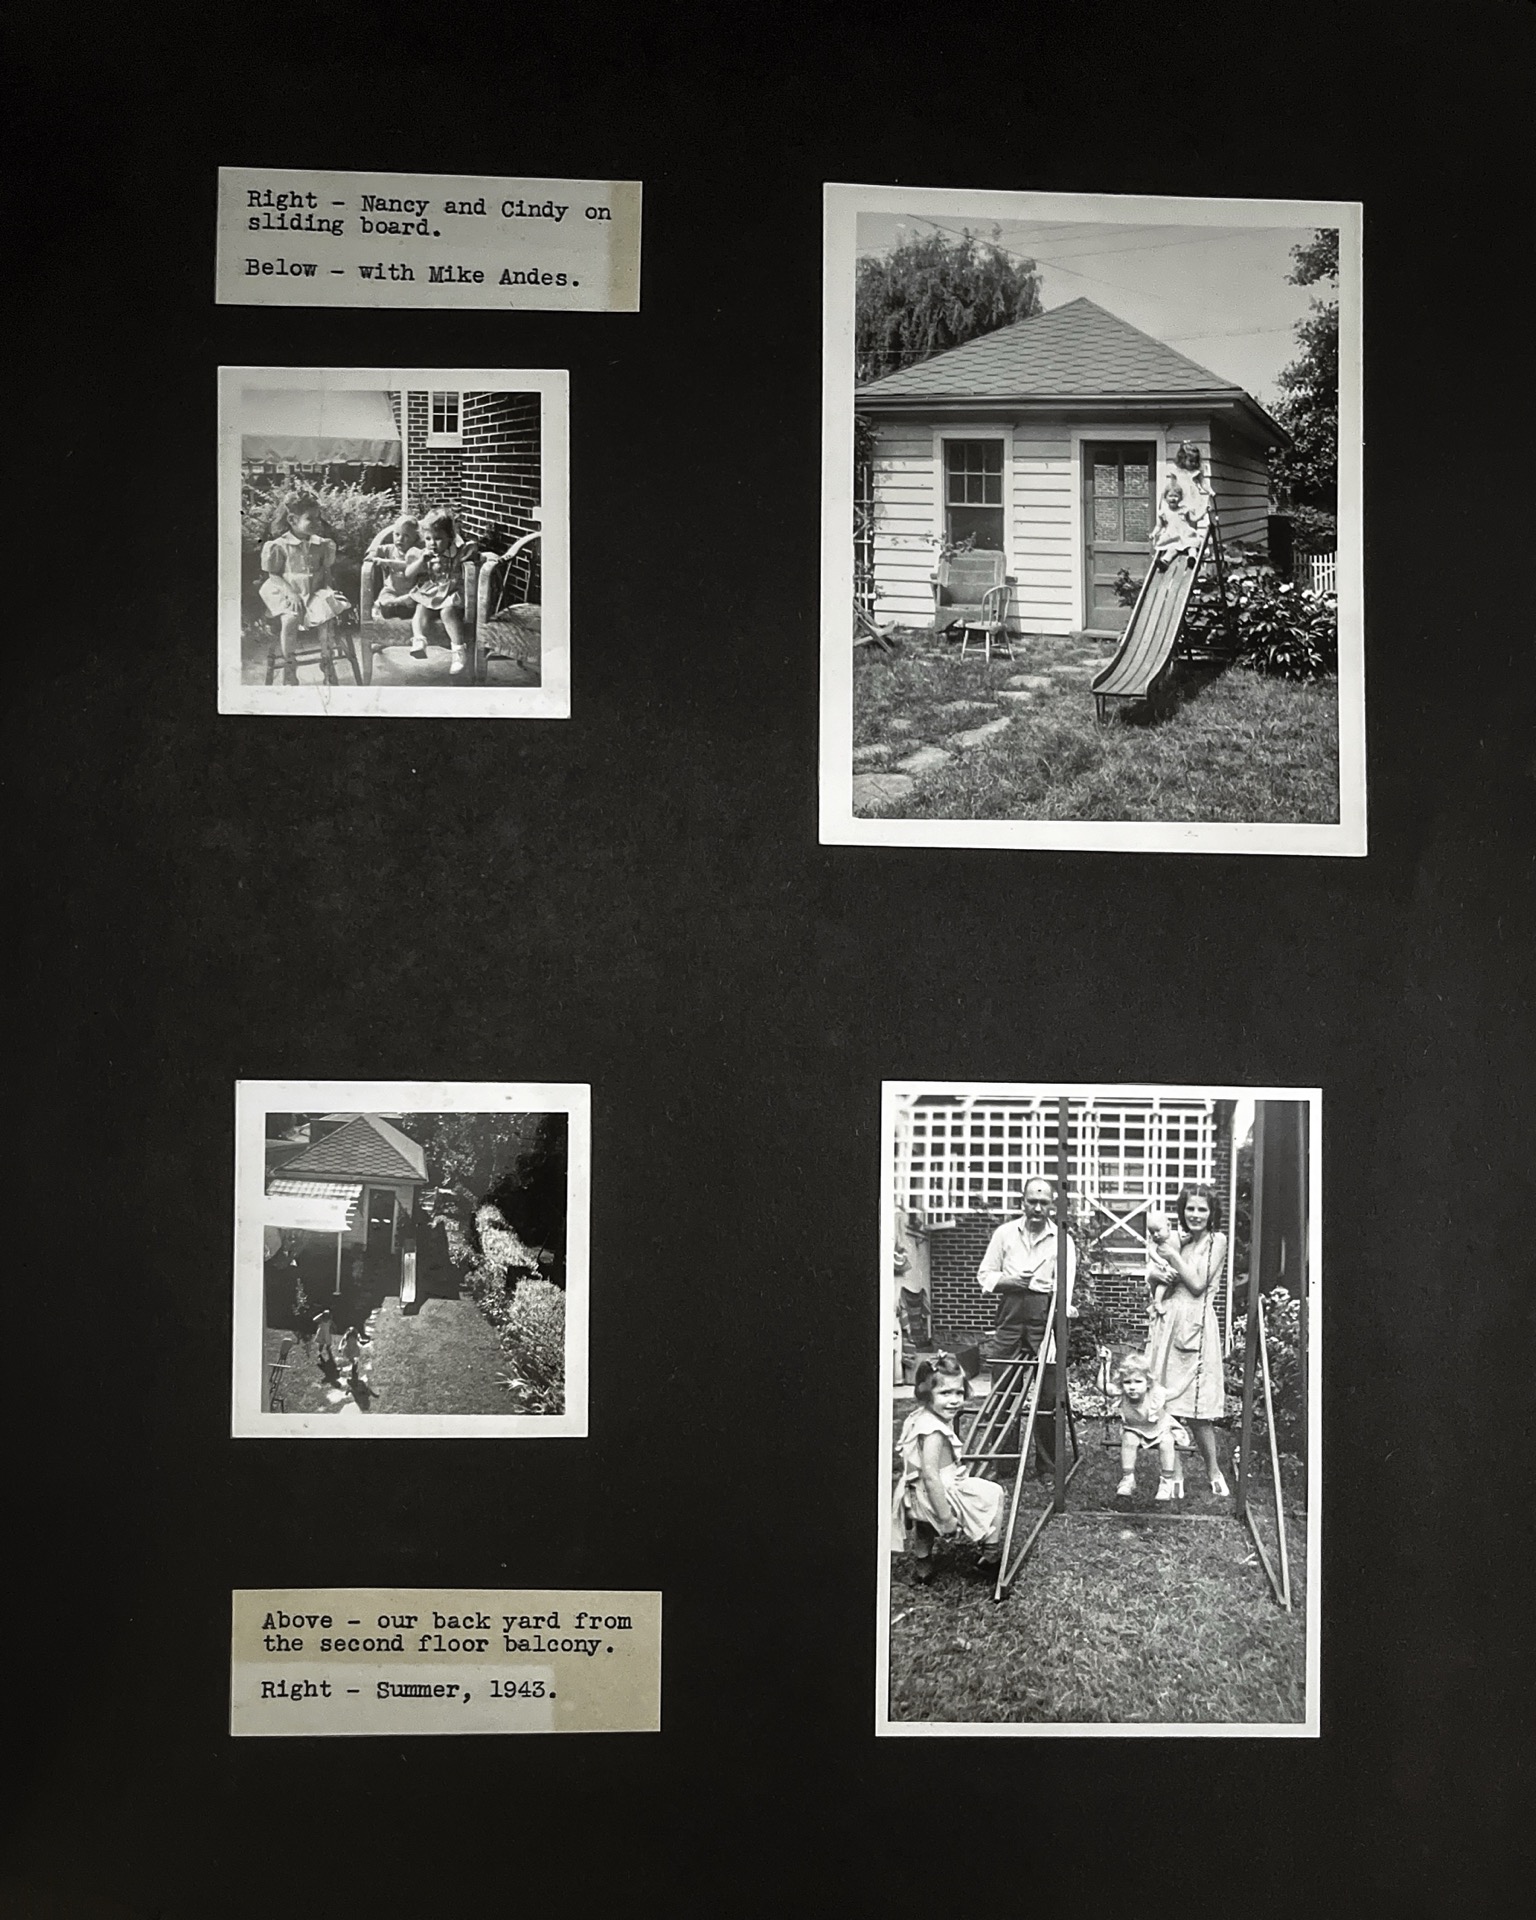 Right - Nancy and Cindy on
sliding board.
Below - with Mike Andes.
Above - our back yard from
the second floor balcony.
Right - Summer, 1943.